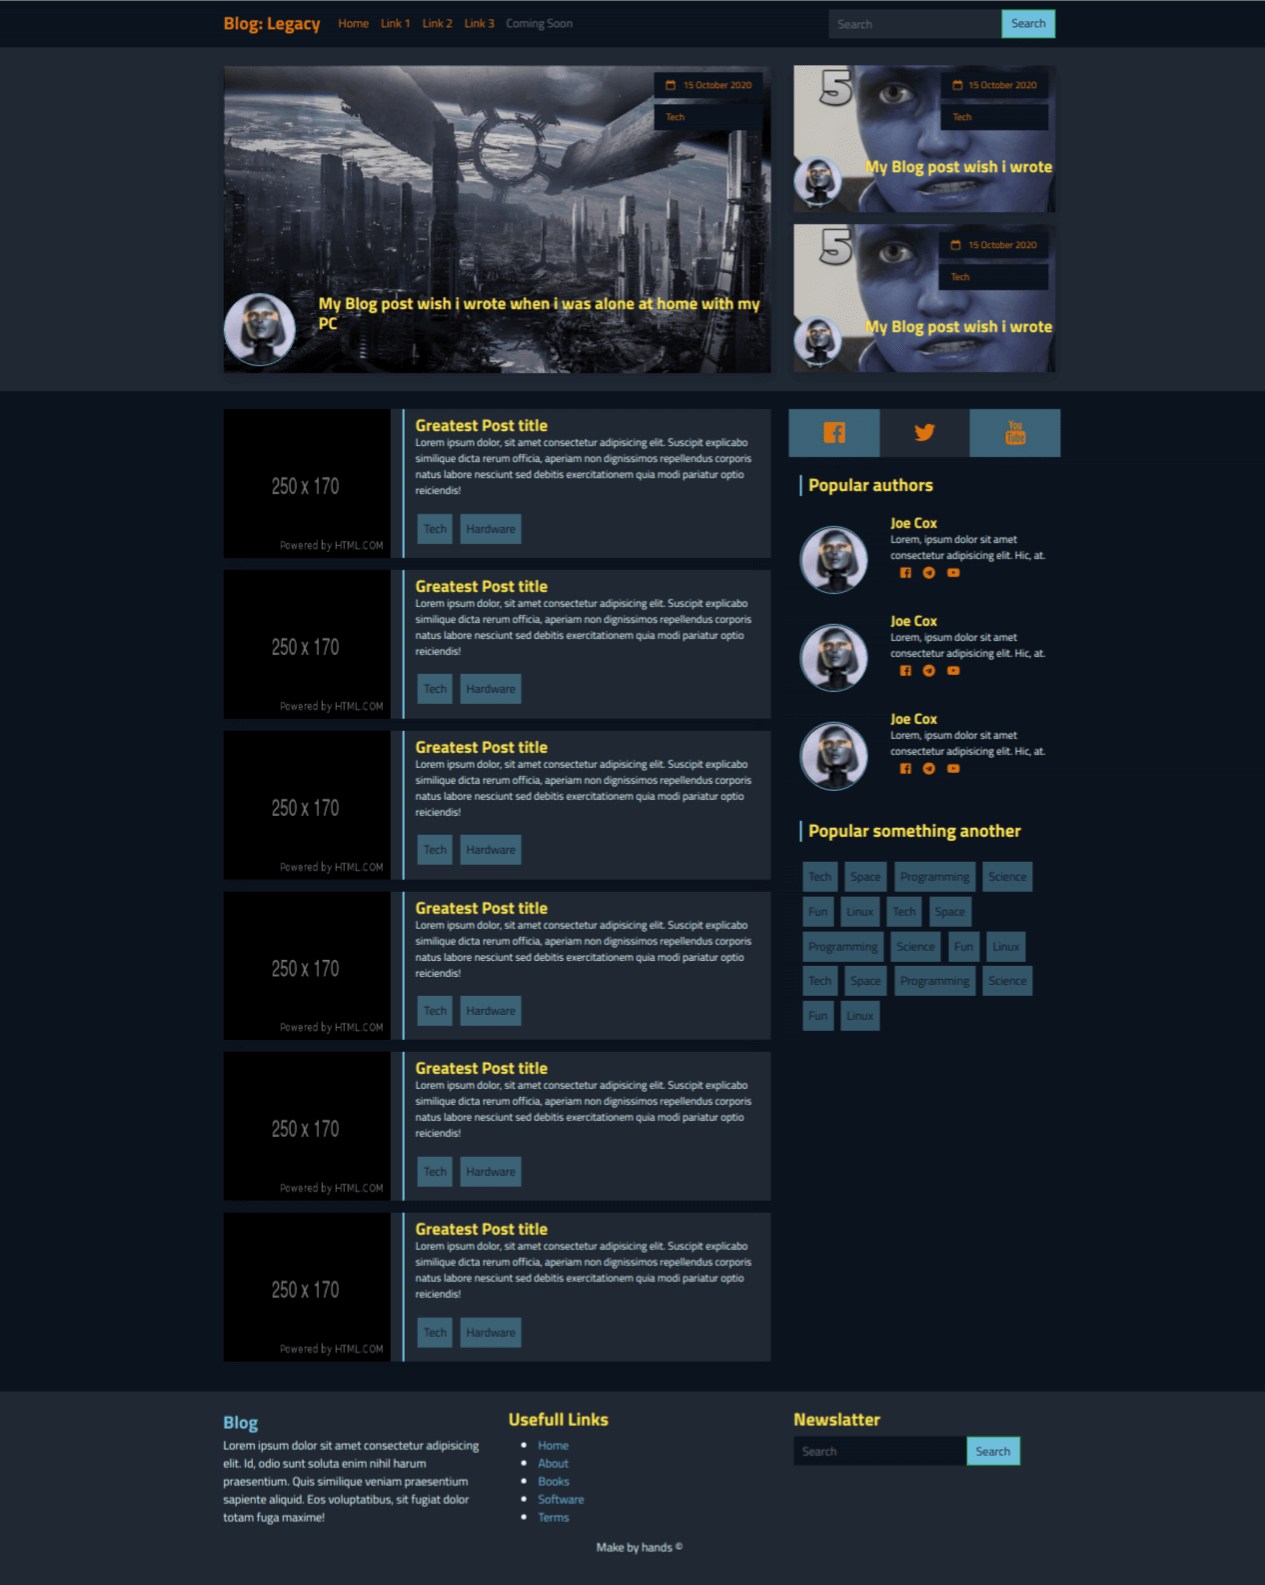 Blog: Legacy Home Link 1 Link 2 Link 3 Coming Soon Search Search
15 October 2020
Tech
My Blog post wish i wrote when i was alone at home with my
PC
5
15 October 2020
Tech
My Blog post wish i wrote
5
15 October 2020
Tech
My Blog post wish i wrote
250 x 170
Powered by HTML.COM
Greatest Post title
Lorem ipsum dolor, sit amet consectetur adipisicing elit. Suscipit explicabo
similique dicta rerum officia, aperiam non dignissimos repellendus corporis
natus labore nesciunt sed debitis exercitationem quia modi pariatur optio
reiciendis!
Tech Hardware
250 x 170
Powered by HTML.COM
Greatest Post title
Lorem ipsum dolor, sit amet consectetur adipisicing elit. Suscipit explicabo
similique dicta rerum officia, aperiam non dignissimos repellendus corporis
natus labore nesciunt sed debitis exercitationem quia modi pariatur optio
reiciendis!
Tech Hardware
250 x 170
Powered by HTML.COM
Greatest Post title
Lorem ipsum dolor, sit amet consectetur adipisicing elit. Suscipit explicabo
similique dicta rerum officia, aperiam non dignissimos repellendus corporis
natus labore nesciunt sed debitis exercitationem quia modi pariatur optio
reiciendis!
Tech Hardware
250 x 170
Powered by HTML.COM
Greatest Post title
Lorem ipsum dolor, sit amet consectetur adipisicing elit. Suscipit explicabo
similique dicta rerum officia, aperiam non dignissimos repellendus corporis
natus labore nesciunt sed debitis exercitationem quia modi pariatur optio
reiciendis!
Tech Hardware
250 x 170
Powered by HTML.COM
Greatest Post title
Lorem ipsum dolor, sit amet consectetur adipisicing elit. Suscipit explicabo
similique dicta rerum officia, aperiam non dignissimos repellendus corporis
natus labore nesciunt sed debitis exercitationem quia modi pariatur optio
reiciendis!
Tech Hardware
250 x 170
Powered by HTML.COM
Greatest Post title
Lorem ipsum dolor, sit amet consectetur adipisicing elit. Suscipit explicabo
similique dicta rerum officia, aperiam non dignissimos repellendus corporis
natus labore nesciunt sed debitis exercitationem quia modi pariatur optio
reiciendis!
Tech Hardware
You
Tube
Popular authors
Joe Cox
Lorem, ipsum dolor sit amet
consectetur adipisicing elit. Hic, at.
Joe Cox
Lorem, ipsum dolor sit amet
consectetur adipisicing elit. Hic, at.
Joe Cox
Lorem, ipsum dolor sit amet
consectetur adipisicing elit. Hic, at.
Popular something another
Tech Space Programming Science
Fun Linux Tech Space
Programming Science Fun Linux
Tech Space Programming Science
Fun Linux
Blog
Lorem ipsum dolor sit amet consectetur adipisicing
elit. Id, odio sunt soluta enim nihil harum
praesentium. Quis similique veniam praesentium
sapiente aliquid. Eos voluptatibus, sit fugiat dolor
totam fuga maxime!
Usefull Links
Home
About
Books
Software
Terms
Newslatter
Search Search
Make by hands ©